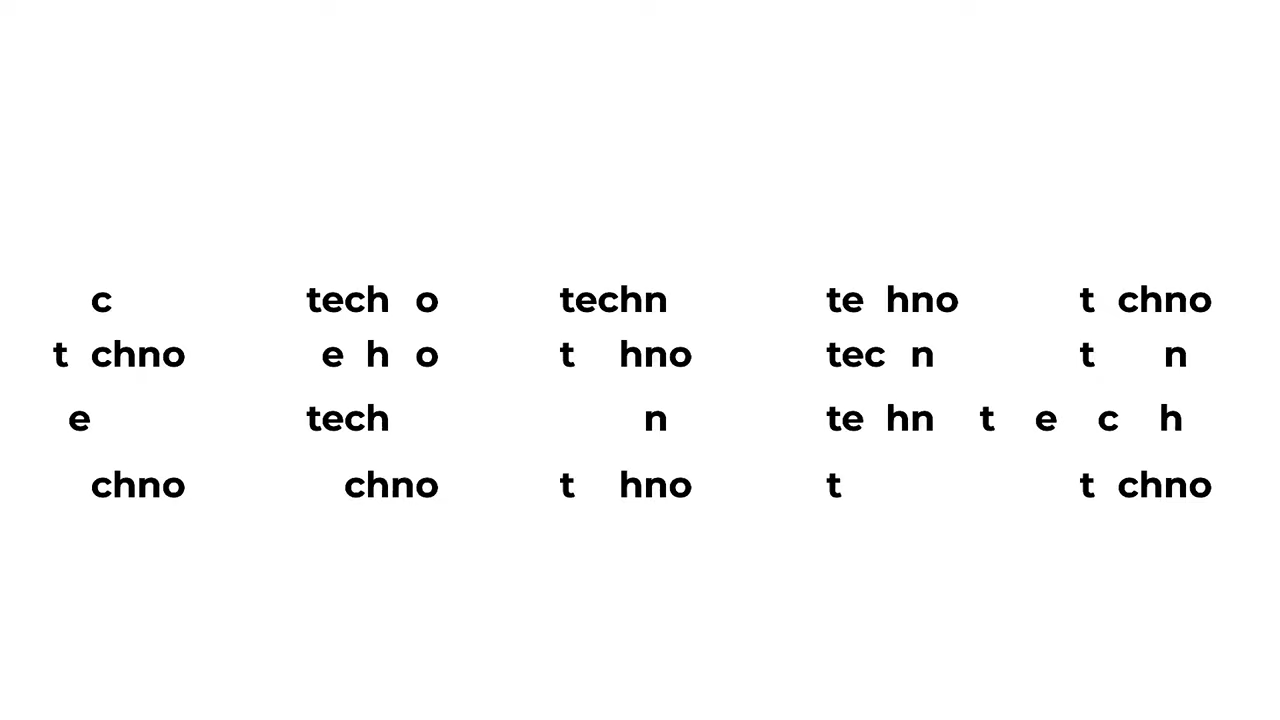 c tech o techn te hno t chno
t chno e h o t hno tec n t n
e tech n te hn t e c h
chno chno t hno t t chno